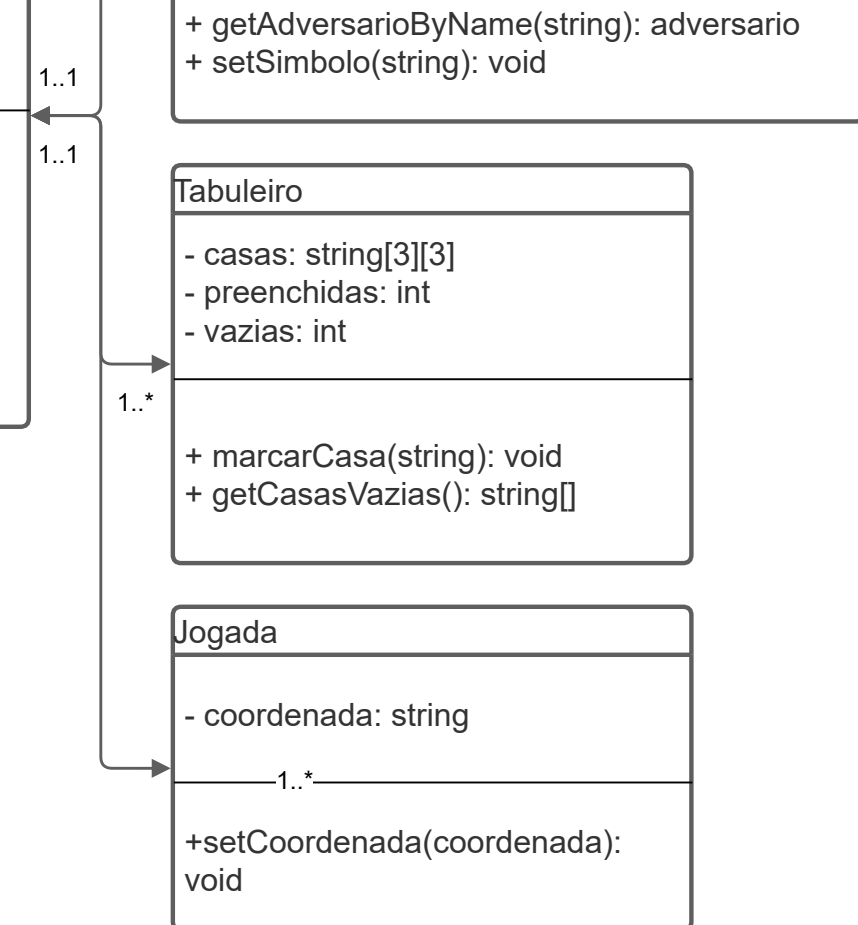 + getAdversarioByName(string): adversario
+ setSimbolo(string): void
1..1
1..1
Tabuleiro
- casas: string[3][3]
- preenchidas: int
- vazias: int
1..*
+ marcarCasa(string): void
+ getCasasVazias(): string[]
Jogada
- coordenada: string
1..*
+setCoordenada(coordenada):
void